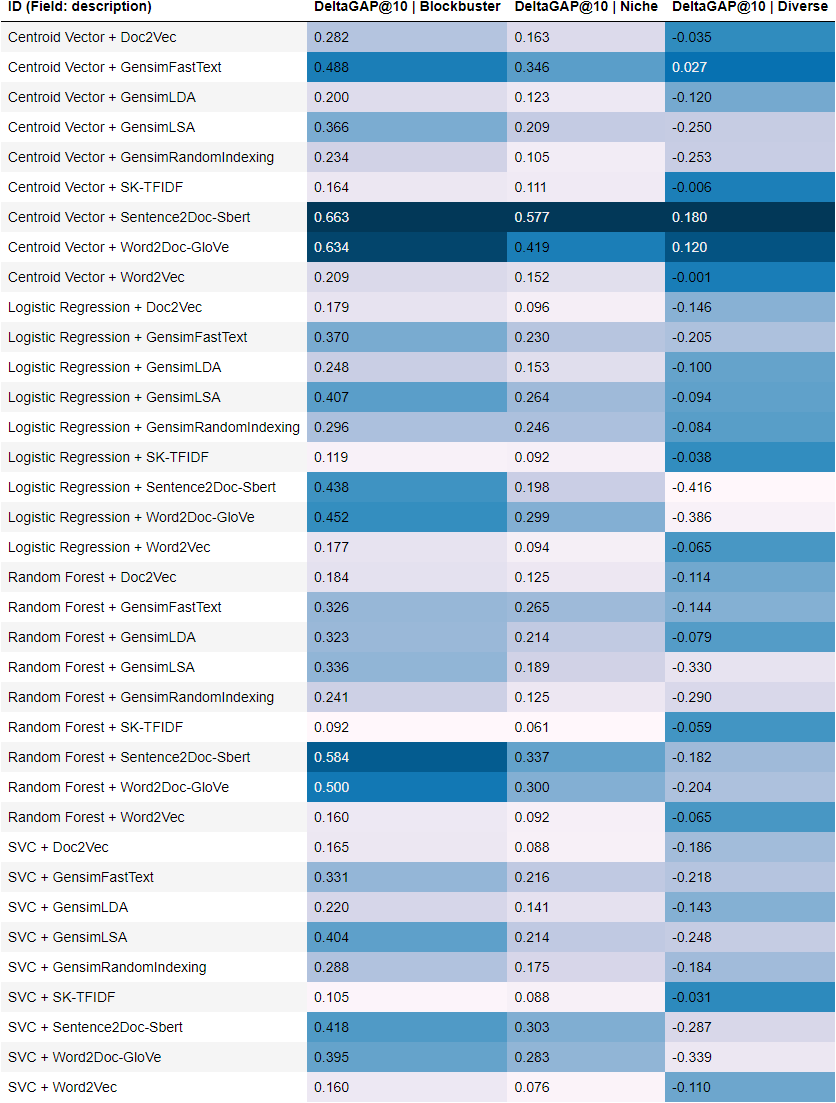 ID (Field: description) DeltaGAP@10 | Blockbuster DeltaGAP@10 | Niche DeltaGAP@10 | Diverse
Centroid Vector + Doc2Vec 0.282 0.163 -0.035
Centroid Vector + GensimFastText 0.488 0.346 0.027
Centroid Vector + GensimLDA 0.200 0.123 -0.120
Centroid Vector + GensimLSA 0.366 0.209 -0.250
Centroid Vector + GensimRandomIndexing 0.234 0.105 -0.253
Centroid Vector + SK-TFIDF 0.164 0.111 -0.006
Centroid Vector + Sentence2Doc-Sbert 0.663 0.577 0.180
Centroid Vector + Word2Doc-GloVe 0.634 0.419 0.120
Centroid Vector + Word2Vec 0.209 0.152 -0.001
Logistic Regression + Doc2Vec 0.179 0.096 -0.146
Logistic Regression + GensimFastText 0.370 0.230 -0.205
Logistic Regression + GensimLDA 0.248 0.153 -0.100
Logistic Regression + GensimLSA 0.407 0.264 -0.094
Logistic Regression + GensimRandomIndexing 0.296 0.246 -0.084
Logistic Regression + SK-TFIDF 0.119 0.092 -0.038
Logistic Regression + Sentence2Doc-Sbert 0.438 0.198 -0.416
Logistic Regression + Word2Doc-GloVe 0.452 0.299 -0.386
Logistic Regression + Word2Vec 0.177 0.094 -0.065
Random Forest + Doc2Vec 0.184 0.125 -0.114
Random Forest + GensimFastText 0.326 0.265 -0.144
Random Forest + GensimLDA 0.323 0.214 -0.079
Random Forest + GensimLSA 0.336 0.189 -0.330
Random Forest + GensimRandomIndexing 0.241 0.125 -0.290
Random Forest + SK-TFIDF 0.092 0.061 -0.059
Random Forest + Sentence2Doc-Sbert 0.584 0.337 -0.182
Random Forest + Word2Doc-GloVe 0.500 0.300 -0.204
Random Forest + Word2Vec 0.160 0.092 -0.065
SVC + Doc2Vec 0.165 0.088 -0.186
SVC + GensimFastText 0.331 0.216 -0.218
SVC + GensimLDA 0.220 0.141 -0.143
SVC + GensimLSA 0.404 0.214 -0.248
SVC + GensimRandomIndexing 0.288 0.175 -0.184
SVC + SK-TFIDF 0.105 0.088 -0.031
SVC + Sentence2Doc-Sbert 0.418 0.303 -0.287
SVC + Word2Doc-GloVe 0.395 0.283 -0.339
SVC + Word2Vec 0.160 0.076 -0.110